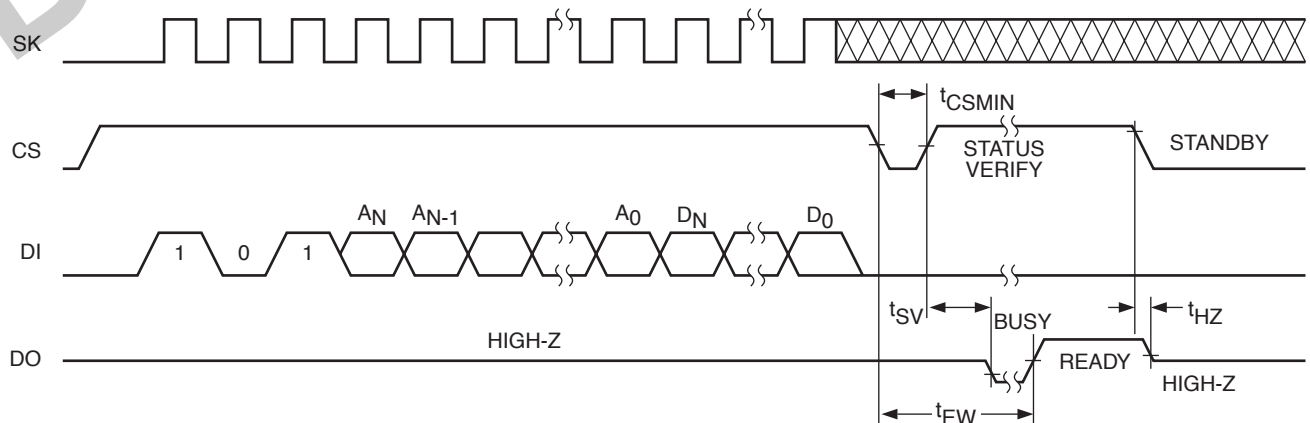 SK
tCSMIN
CS
STATUS
VERIFY
STANDBY
AN AN-1 A0 DN D0
DI
1 0 1
tSV
BUSY
tHZ
HIGH-Z
DO
READY
HIGH-Z
tEW